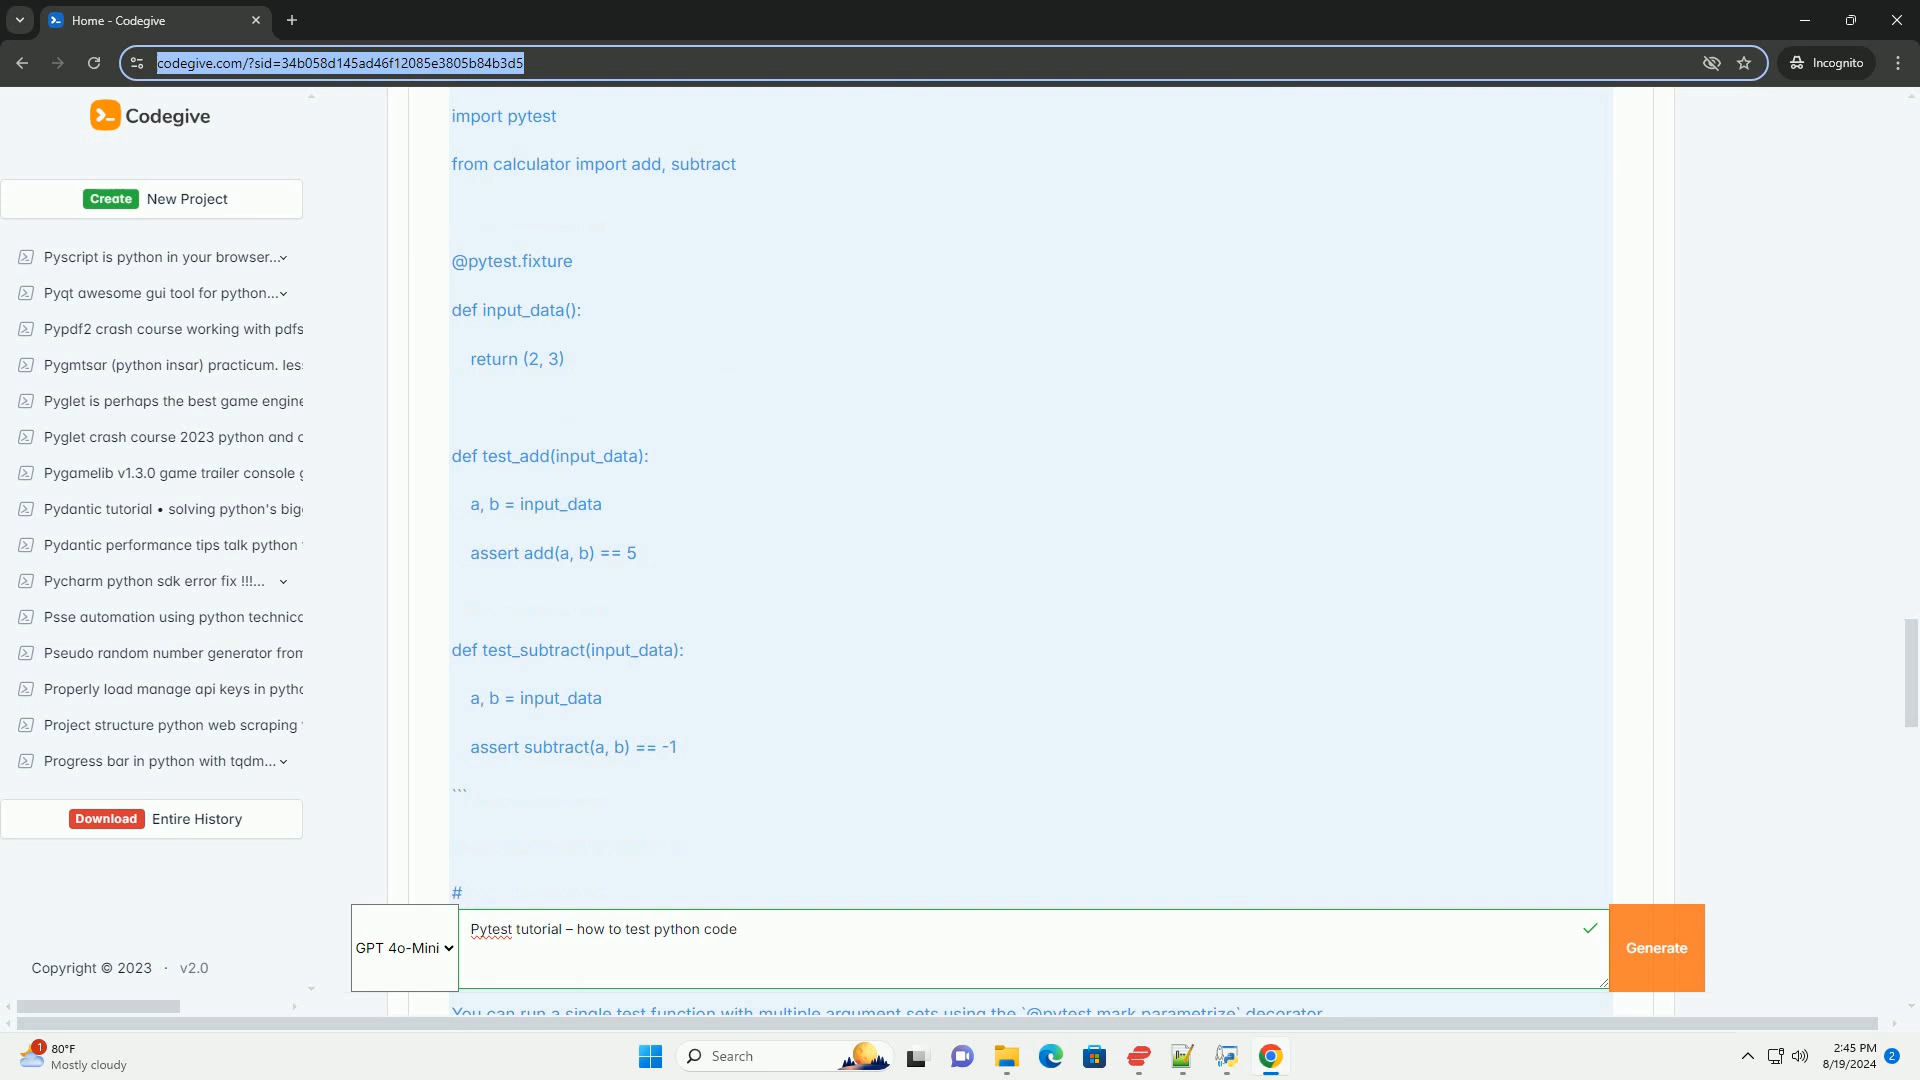 Home - Codegive
codegive.com/?sid=34b058d145ad46f12085e3805b84b3d5
Incognito
Codegive
Create New Project
Pyscript is python in your browser...
Pyqt awesome gui tool for python...
Pypdf2 crash course working with pdfs
Pygmtsar (python insar) practicum. les
Pyglet is perhaps the best game engine
Pyglet crash course 2023 python and
Pygamelib v1.3.0 game trailer console
Pydantic tutorial • solving python's big
Pydantic performance tips talk python
Pycharm python sdk error fix !!!...
Psse automation using python technic
Pseudo random number generator from
Properly load manage api keys in pytho
Project structure python web scraping
Progress bar in python with tqdm...
Download Entire History
Copyright © 2023 · v2.0
import pytest
from calculator import add, subtract
@pytest.fixture
def input_data():
return (2, 3)
def test_add(input_data):
a, b = input_data
assert add(a, b) == 5
def test_subtract(input_data):
a, b = input_data
assert subtract(a, b) == -1
```
#
GPT 4o-Mini
Pytest tutorial – how to test python code
Generate
You can run a single test function with multiple argument sets using the `@pytest.mark.parametrize` decorator
1
80°F
Mostly cloudy
Search
2:45 PM
8/19/2024
2